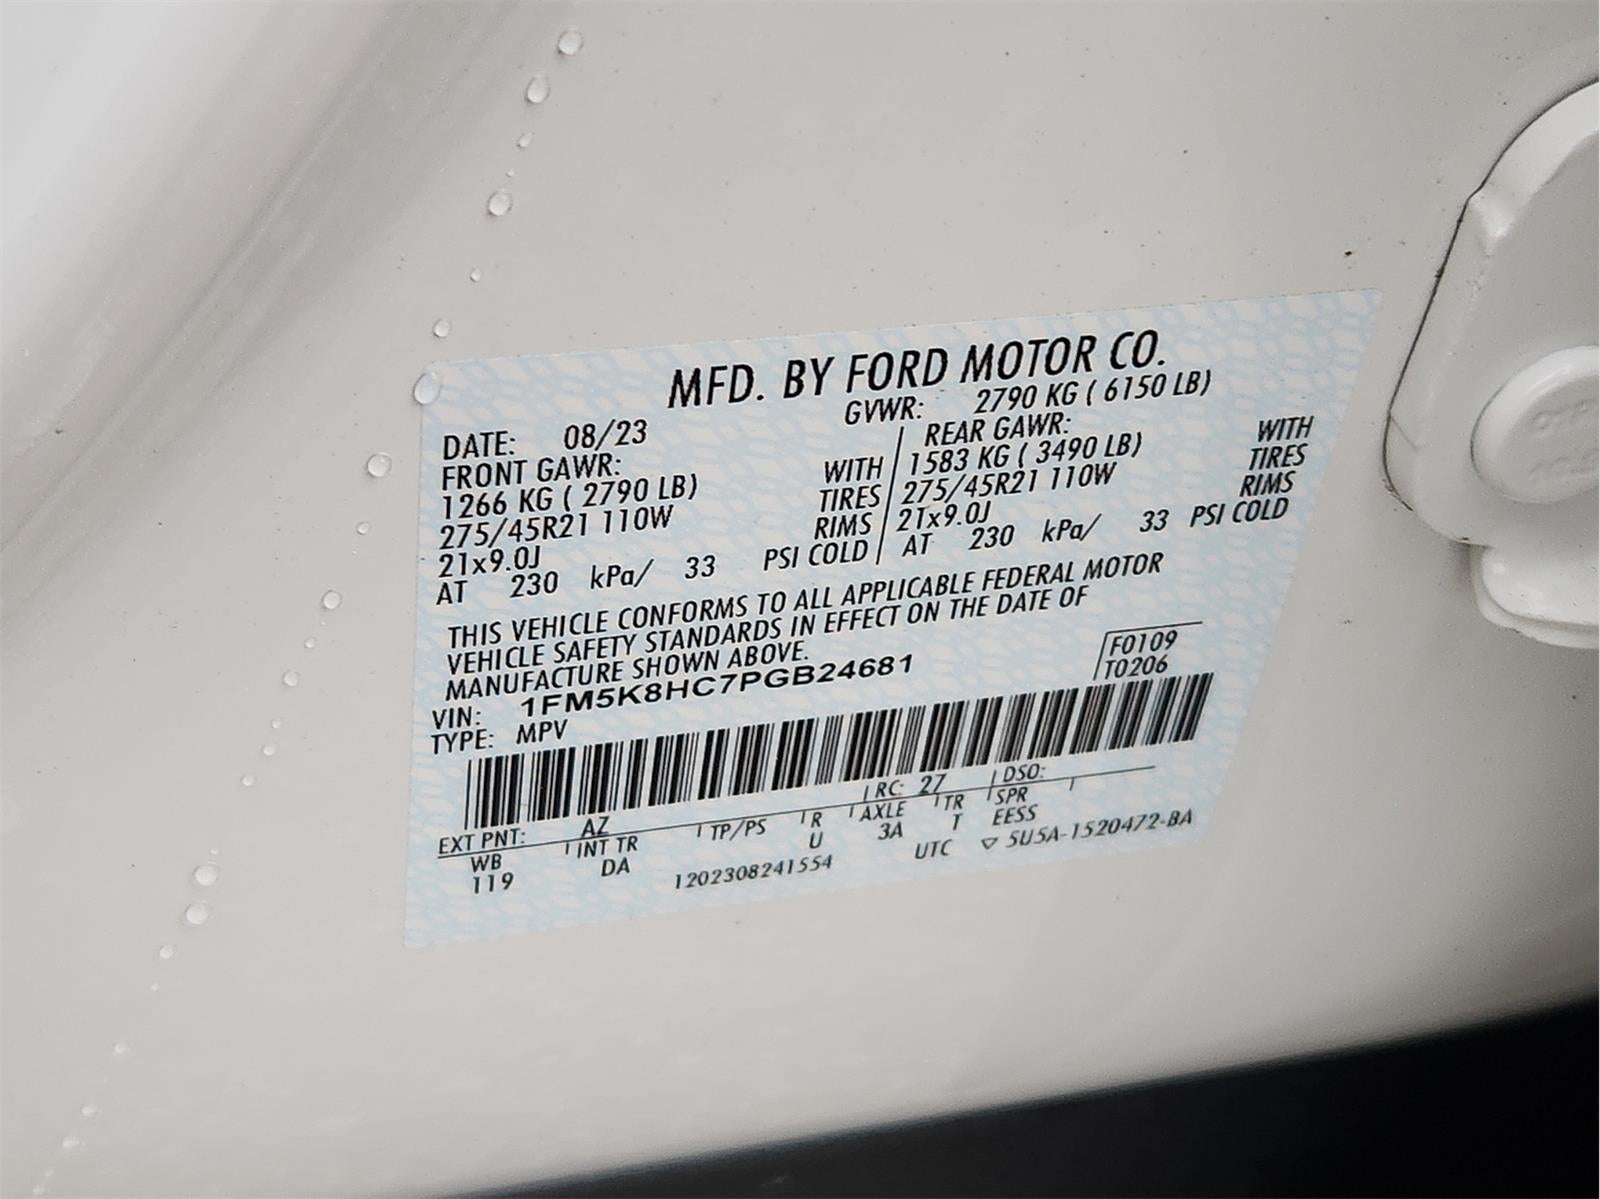 MFD. BY FORD MOTOR CO.
DATE: 08/23 GVWR: 2790 KG ( 6150 LB)
FRONT GAWR: REAR GAWR:
1266 KG ( 2790 LB) WITH 1583 KG ( 3490 LB) WITH
275/45R21 110W TIRES 275/45R21 110W TIRES
21x9.0J RIMS 21x9.0J RIMS
AT 230 kPa/ 33 PSI COLD AT 230 kPa/ 33 PSI COLD
THIS VEHICLE CONFORMS TO ALL APPLICABLE FEDERAL MOTOR
VEHICLE SAFETY STANDARDS IN EFFECT ON THE DATE OF
MANUFACTURE SHOWN ABOVE.
F0109
VIN: 1FM5K8HC7PGB24681 T0206
TYPE: MPV
EXT PNT: AZ RC: 27 DSO:
WB INT TR TP/PS R AXLE TR SPR
119 DA U 3A T EESS
1202308241554 UTC ▽ 5U5A-1520472-BA